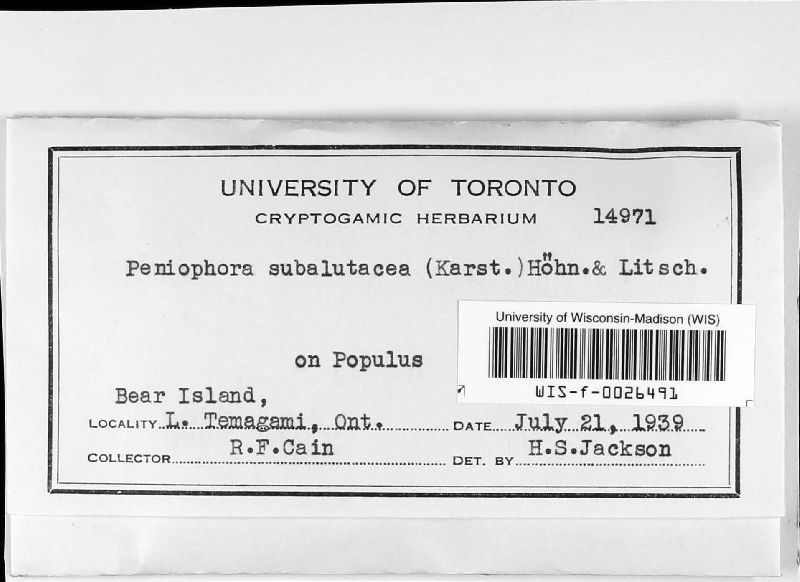 UNIVERSITY OF TORONTO
CRYPTOGAMIC HERBARIUM 14971
Peniophora subalutacea (Karst.)Höhn.& Litsch.
University of Wisconsin-Madison (WIS)
WIS-f-0026491
on Populus
Bear Island,
LOCALITY L. Temagami, Ont. DATE July 21, 1939
COLLECTOR R.F.Cain DET. BY H.S.Jackson